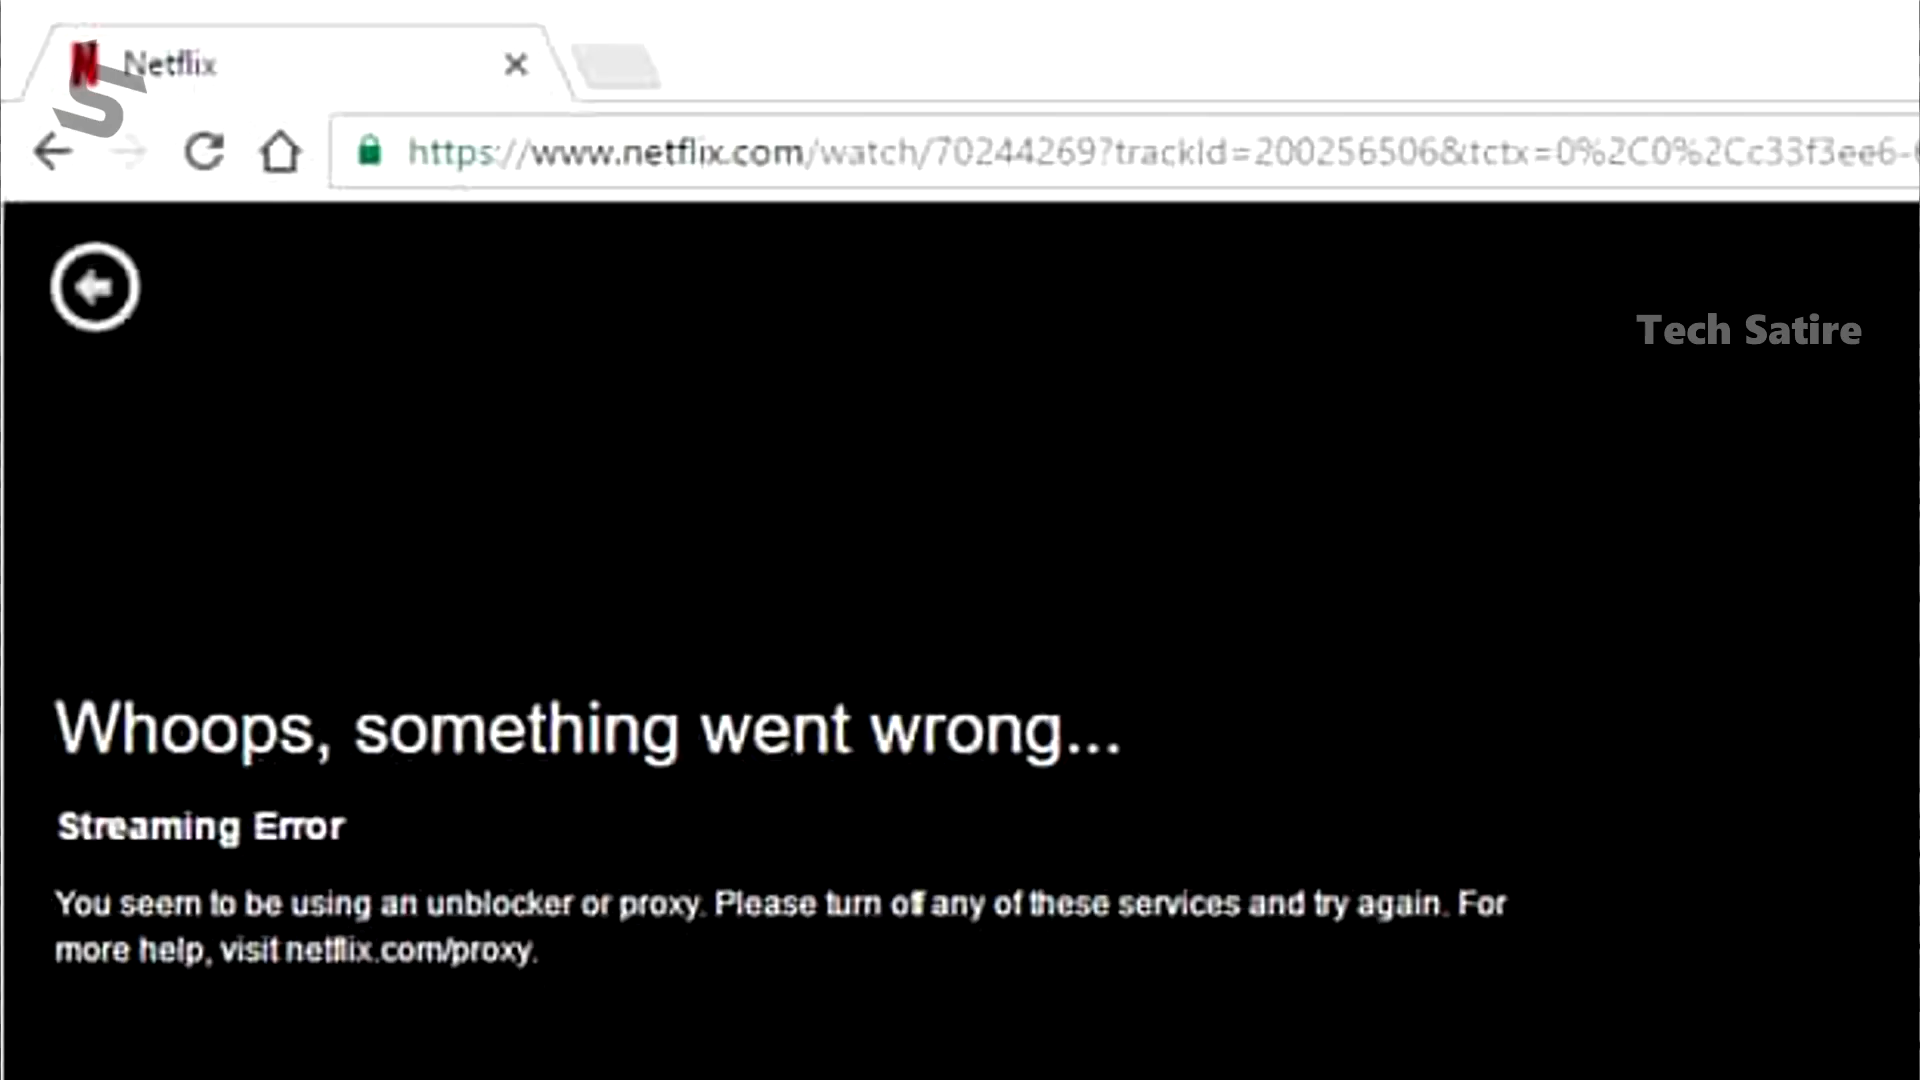 Netflix
https://www.netflix.com/watch/70244269?trackId=200256506&tctx=0%2C0%2Cc33f3ee6-
Tech Satire
Whoops, something went wrong...
Streaming Error
You seem to be using an unblocker or proxy. Please turn off any of these services and try again. For
more help, visit netflix.com/proxy.